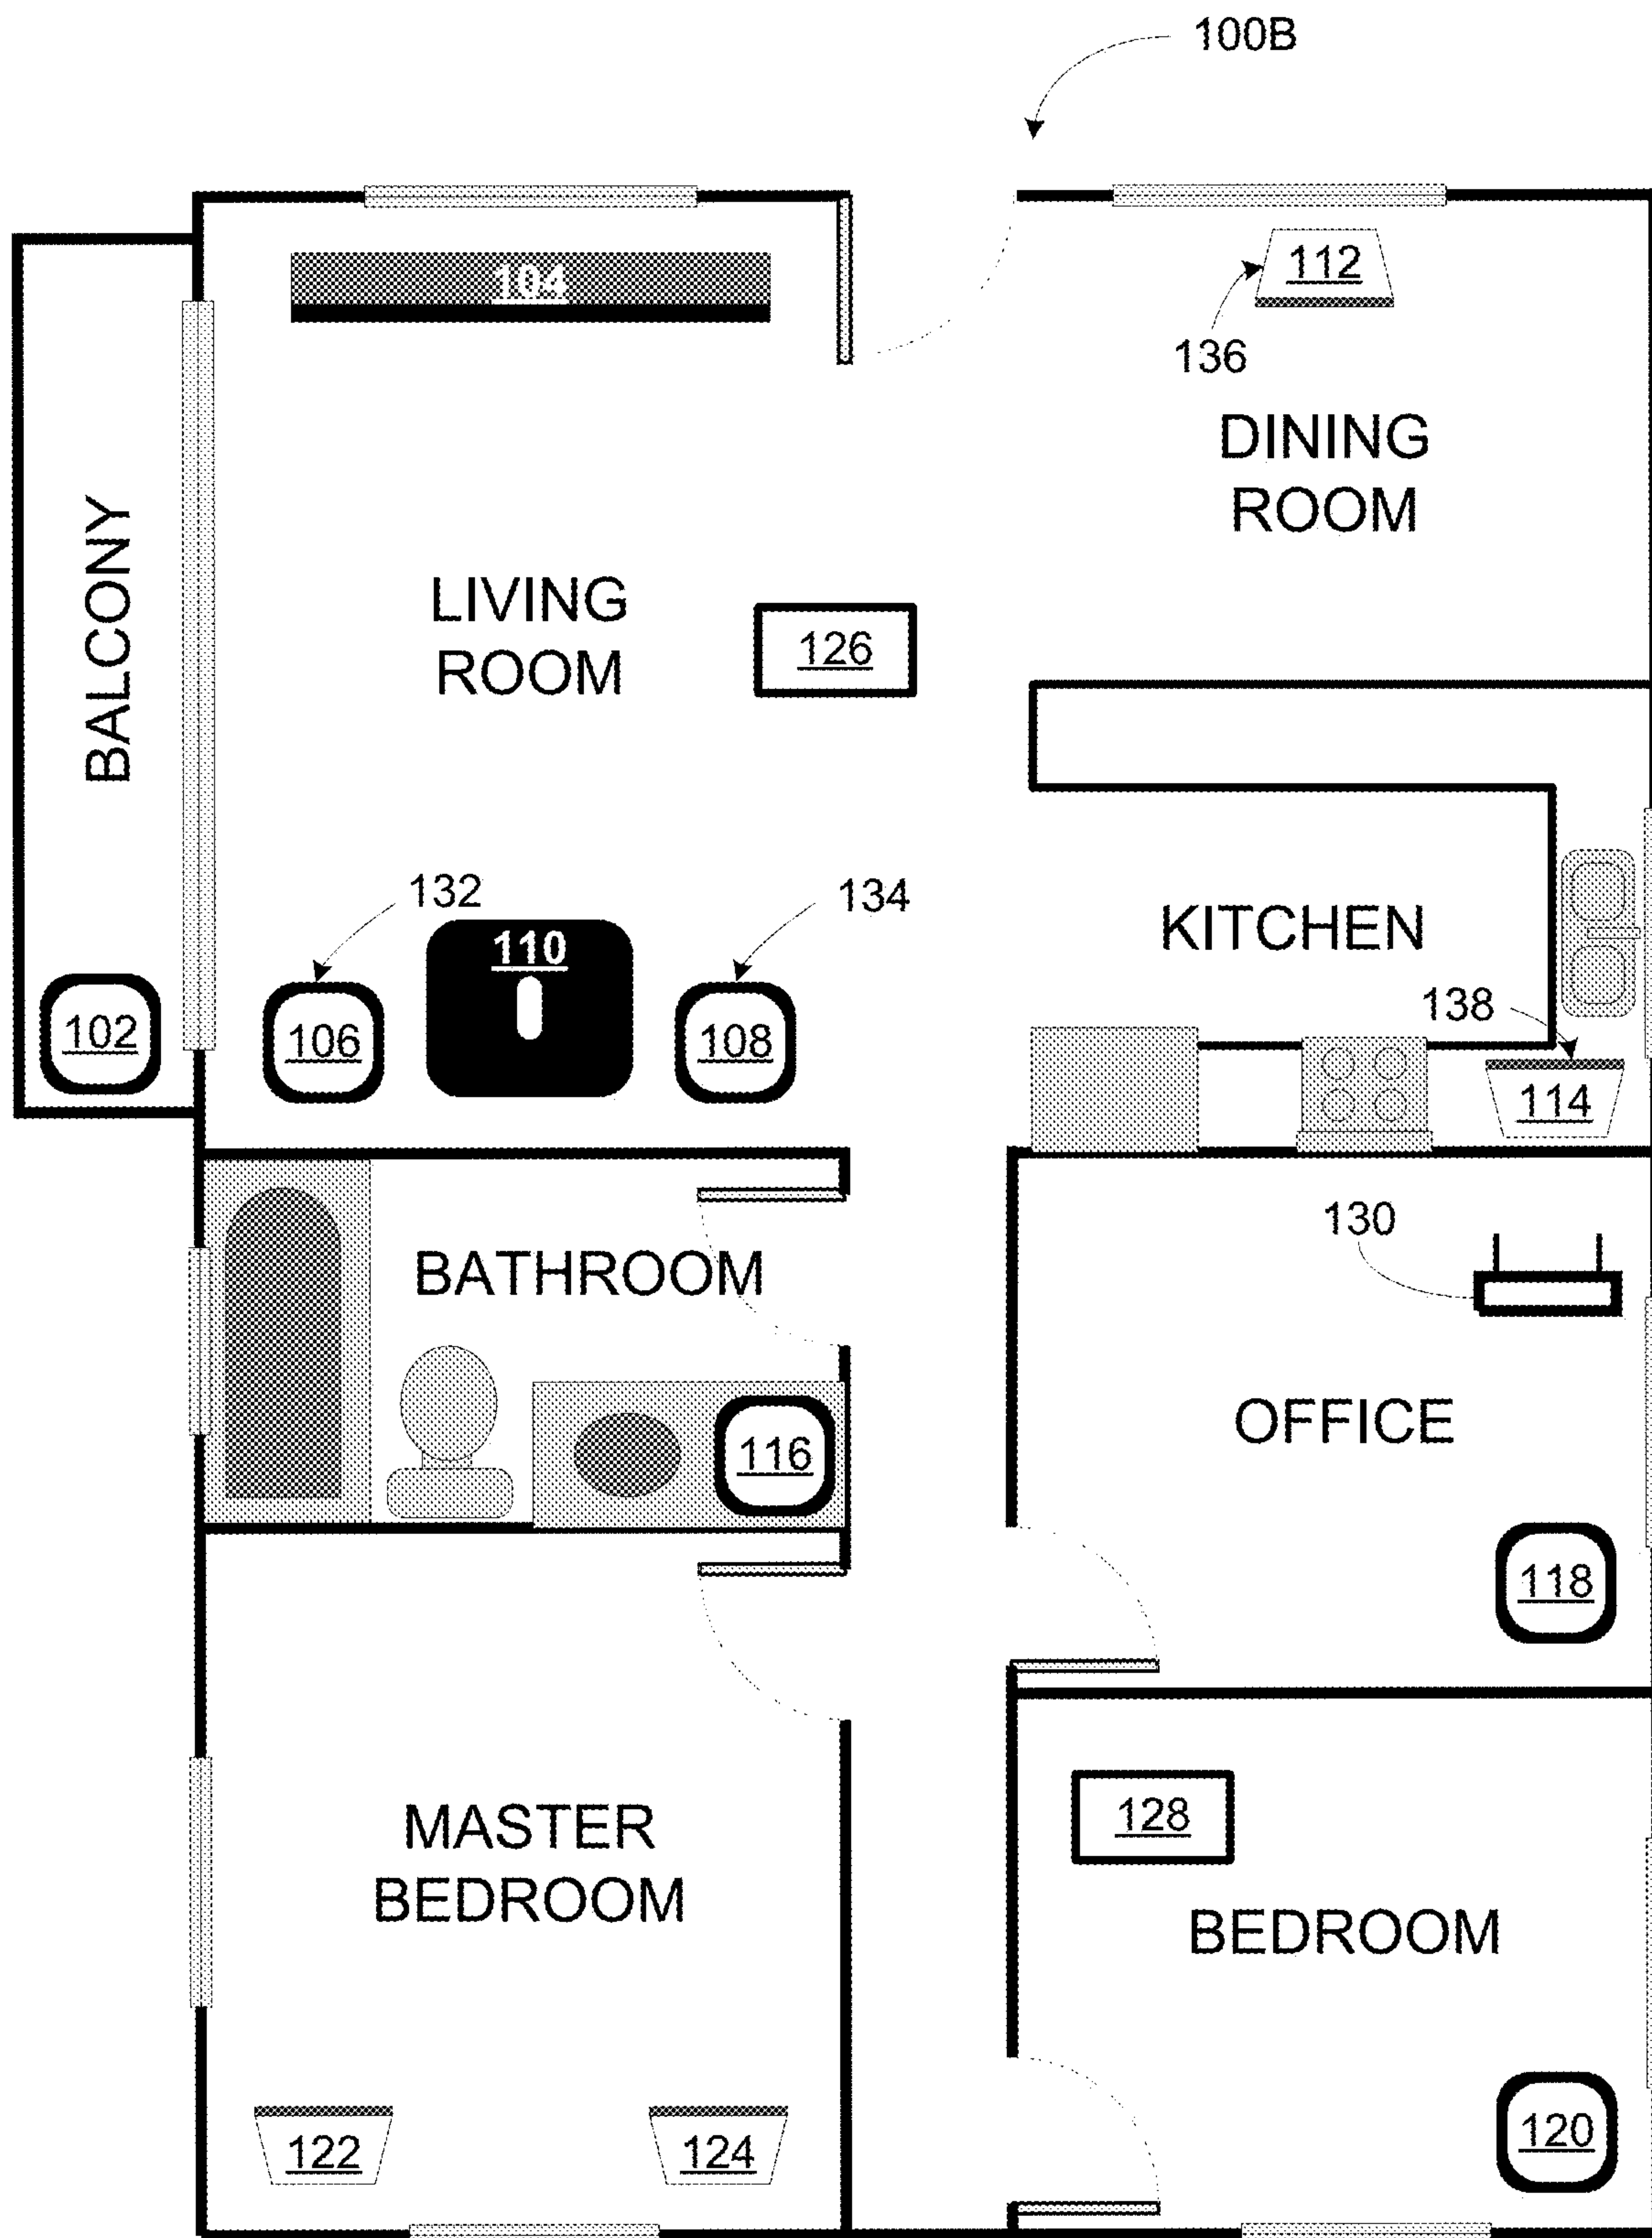 100B
104
112
136
DINING
ROOM
BALCONY
LIVING
ROOM
126
132
110
134
KITCHEN
102
106
108
138
114
130
BATHROOM
OFFICE
116
118
MASTER
BEDROOM
128
BEDROOM
122
124
120